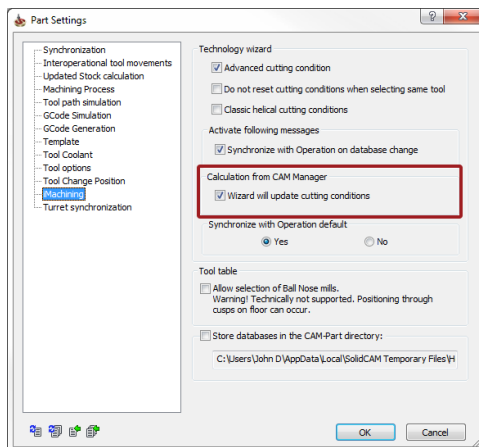 Part Settings
Synchronization
Interoperational tool movements
Updated Stock calculation
Machining Process
Tool path simulation
GCode Simulation
GCode Generation
Template
Tool Coolant
Tool options
Tool Change Position
iMachining
Turret synchronization
Technology wizard
Advanced cutting condition
Do not reset cutting conditions when selecting same tool
Classic helical cutting conditions
Activate following messages
Synchronize with Operation on database change
Calculation from CAM Manager
Wizard will update cutting conditions
Synchronize with Operation default
Yes
No
Tool table
Allow selection of Ball Nose mills.
Warning! Technically not supported. Positioning through
cusps on floor can occur.
Store databases in the CAM-Part directory:
C:\Users\John D\AppData\Local\SolidCAM Temporary Files\H
OK
Cancel